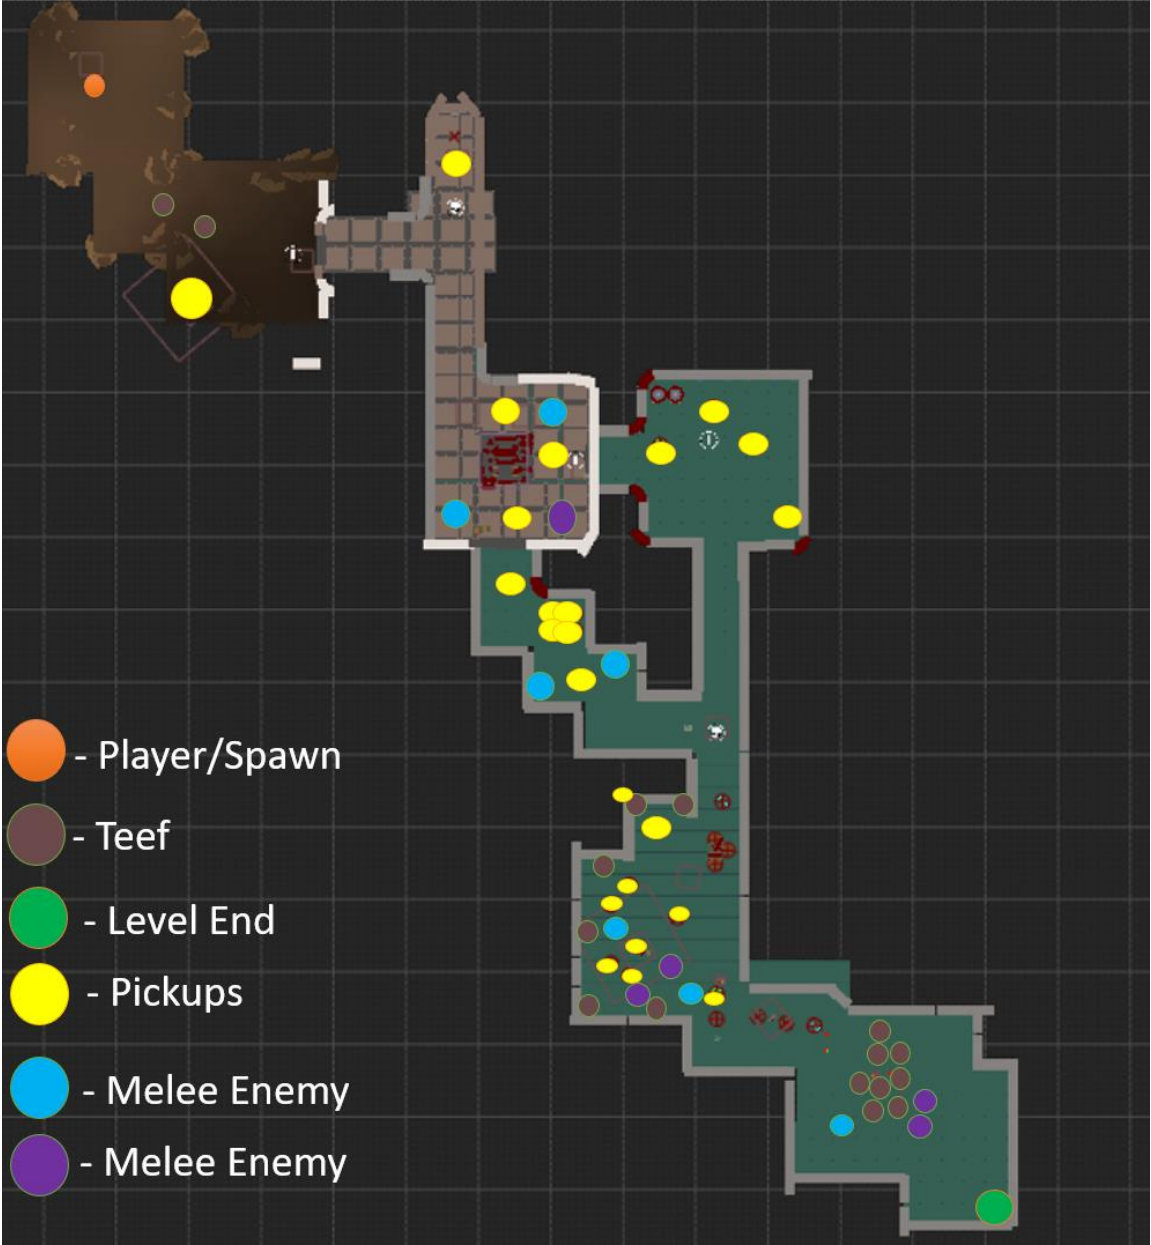 - Player/Spawn
- Teef
- Level End
- Pickups
- Melee Enemy
- Melee Enemy